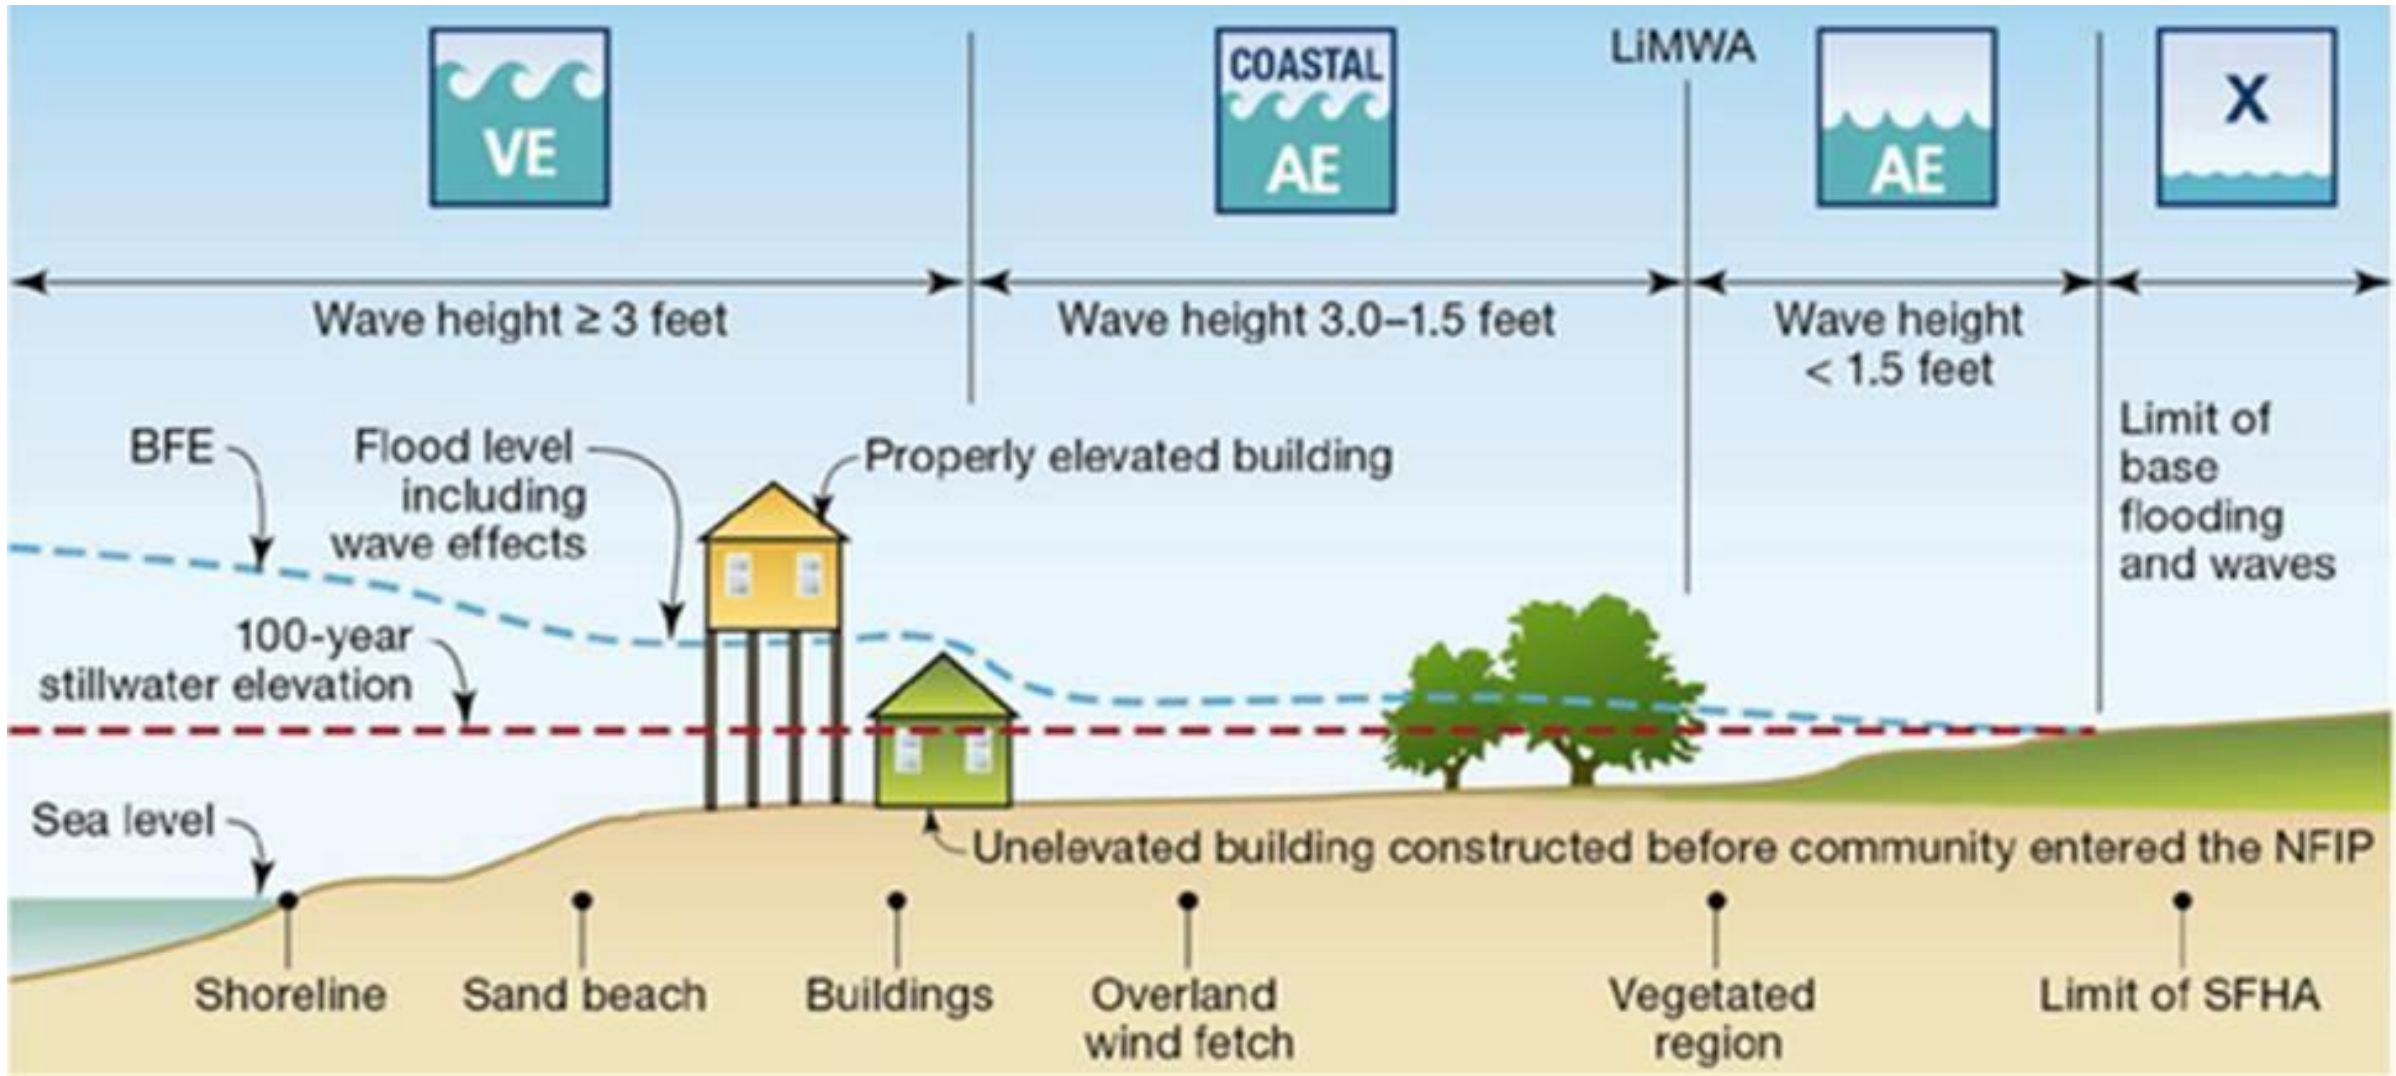 VE
COASTAL
AE
LiMWA
AE
X
Wave height ≥ 3 feet
Wave height 3.0–1.5 feet
Wave height
< 1.5 feet
BFE
Flood level
including
wave effects
Properly elevated building
Limit of
base
flooding
and waves
100-year
stillwater elevation
Sea level
Unelevated building constructed before community entered the NFIP
Shoreline
Sand beach
Buildings
Overland
wind fetch
Vegetated
region
Limit of SFHA